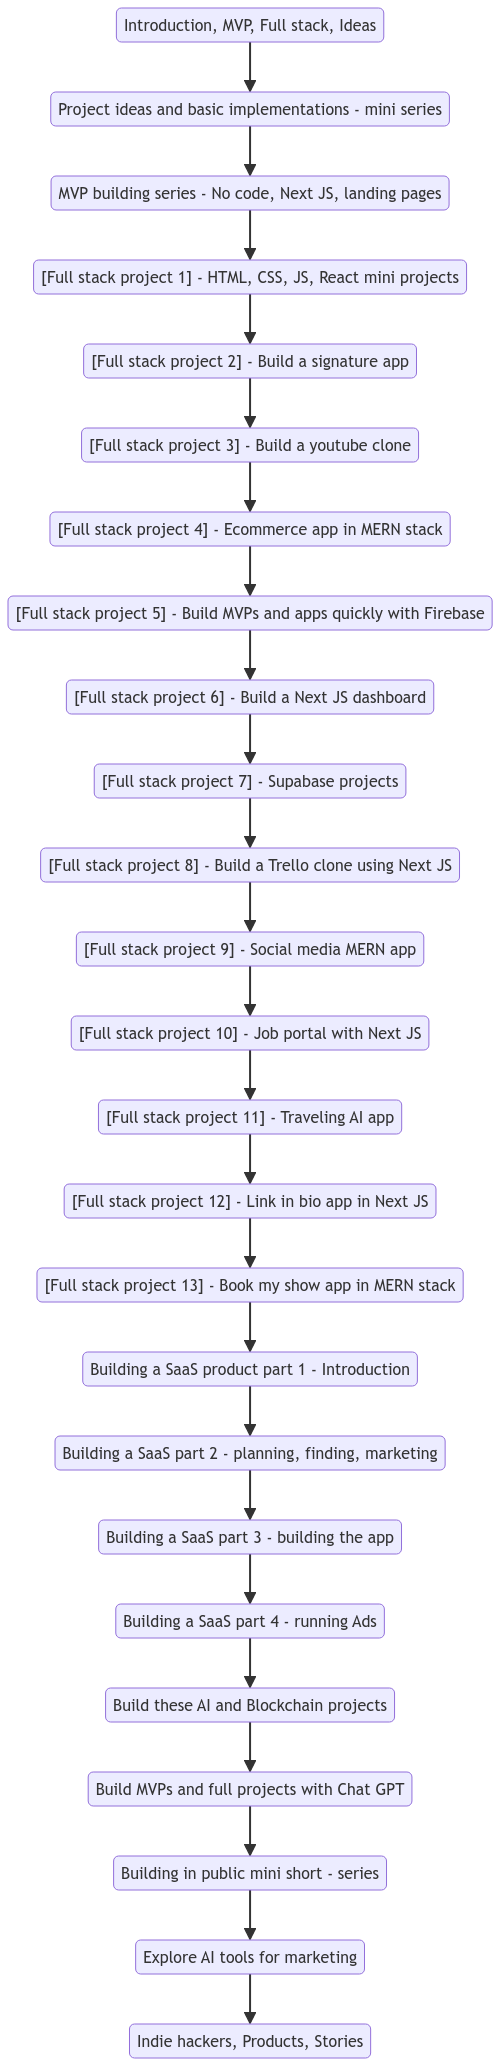 Introduction, MVP, Full stack, Ideas
Project ideas and basic implementations - mini series
MVP building series - No code, Next JS, landing pages
[Full stack project 1] - HTML, CSS, JS, React mini projects
[Full stack project 2] - Build a signature app
[Full stack project 3] - Build a youtube clone
[Full stack project 4] - Ecommerce app in MERN stack
[Full stack project 5] - Build MVPs and apps quickly with Firebase
[Full stack project 6] - Build a Next JS dashboard
[Full stack project 7] - Supabase projects
[Full stack project 8] - Build a Trello clone using Next JS
[Full stack project 9] - Social media MERN app
[Full stack project 10] - Job portal with Next JS
[Full stack project 11] - Traveling AI app
[Full stack project 12] - Link in bio app in Next JS
[Full stack project 13] - Book my show app in MERN stack
Building a SaaS product part 1 - Introduction
Building a SaaS part 2 - planning, finding, marketing
Building a SaaS part 3 - building the app
Building a SaaS part 4 - running Ads
Build these AI and Blockchain projects
Build MVPs and full projects with Chat GPT
Building in public mini short - series
Explore AI tools for marketing
Indie hackers, Products, Stories